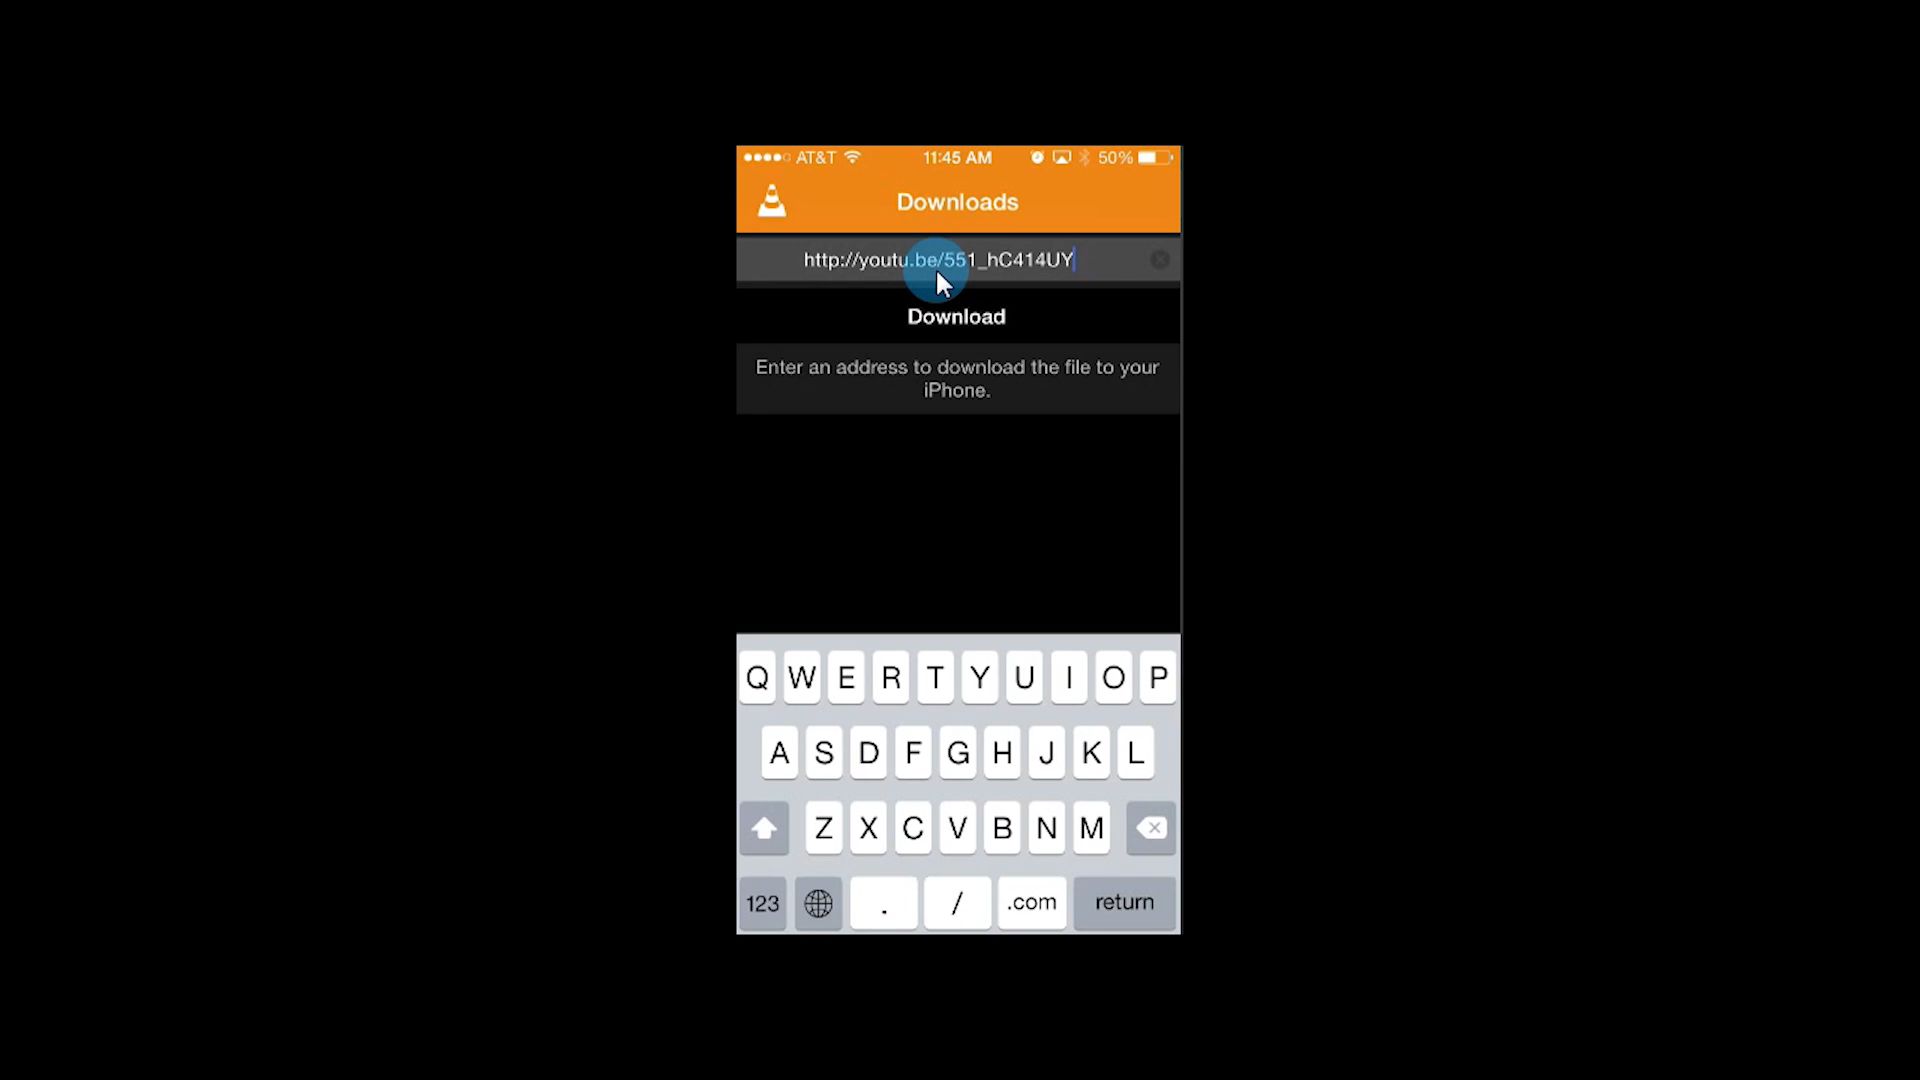 AT&T 11:45 AM 50%
Downloads
http://youtu.be/551_hC414UY
Download
Enter an address to download the file to your
iPhone.
Q W E R T Y U I O P
A S D F G H J K L
Z X C V B N M
123 . / .com return